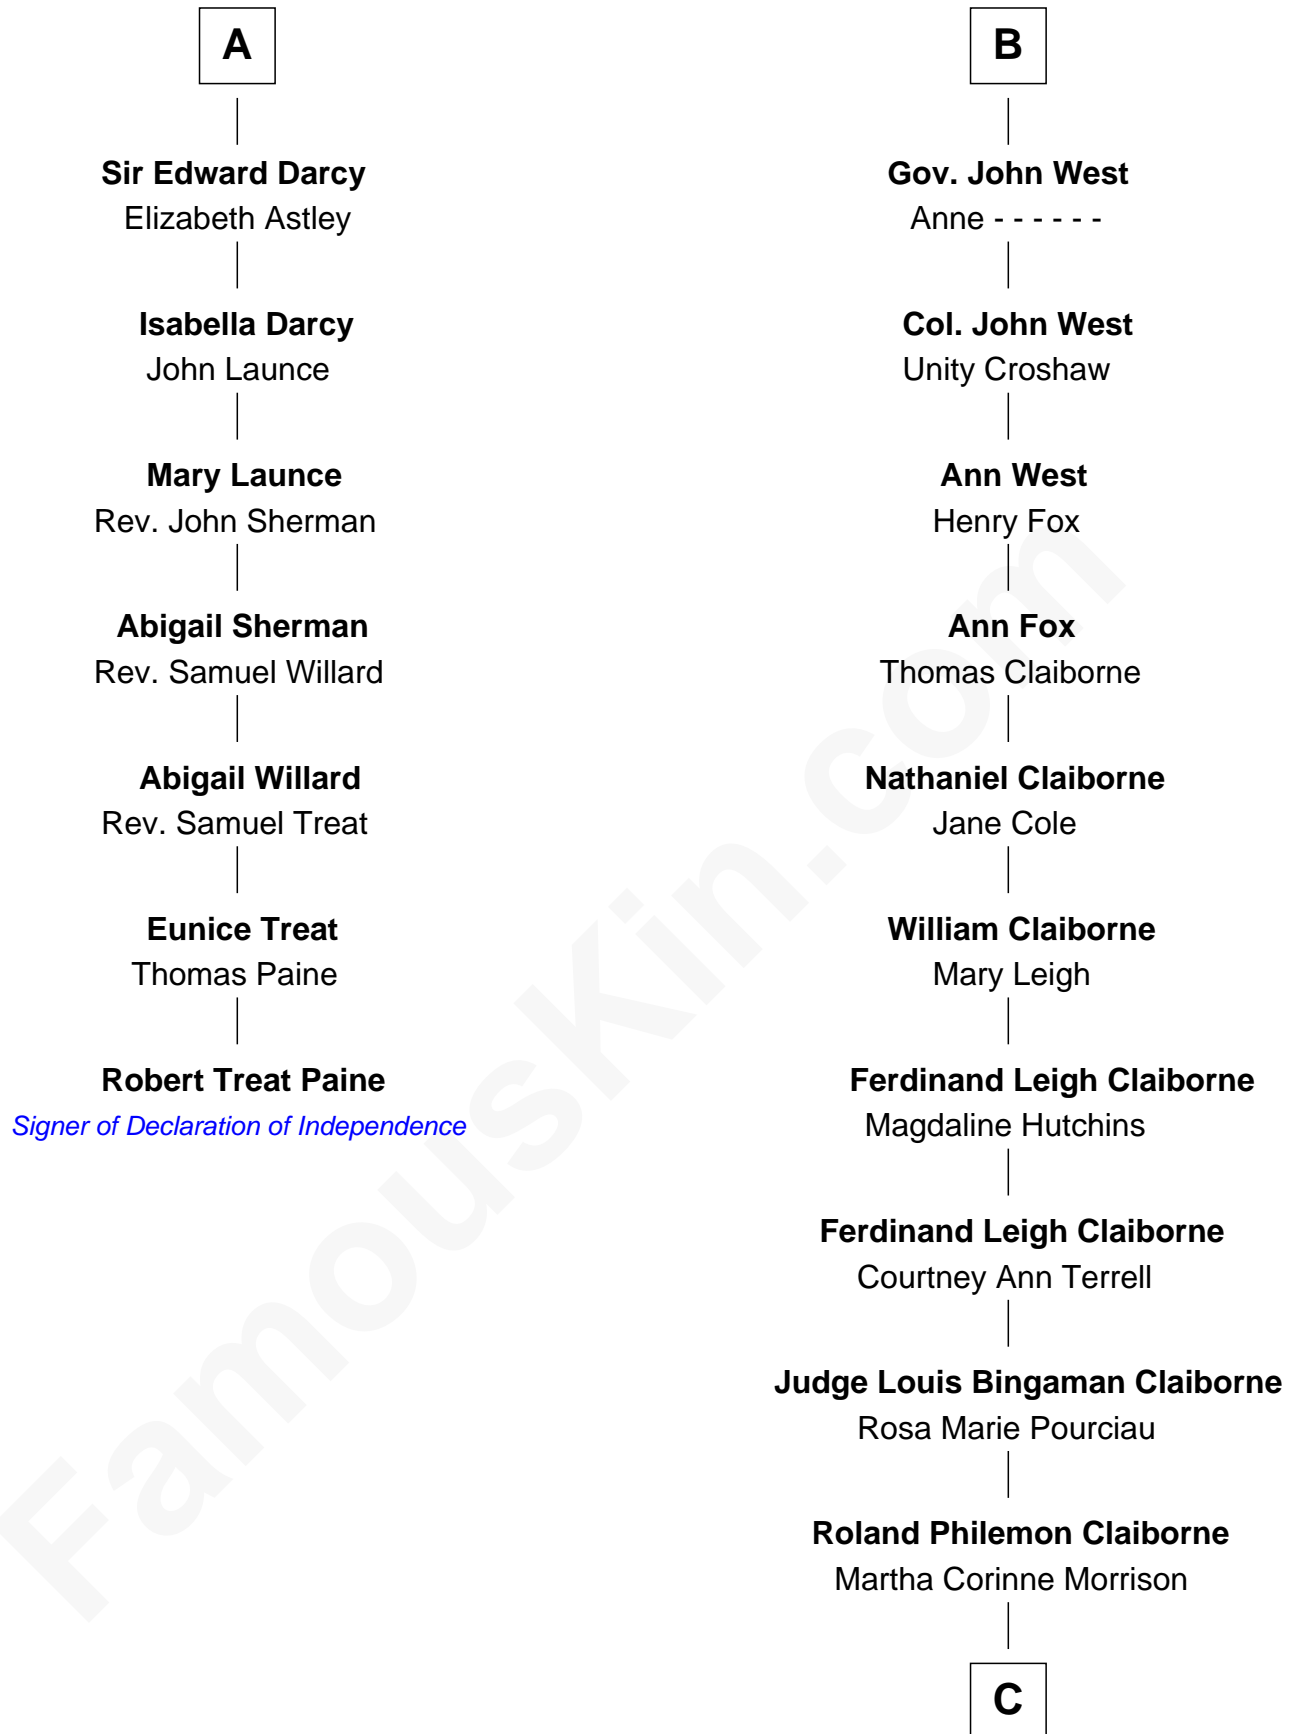 A
Sir Edward Darcy
Elizabeth Astley
Isabella Darcy
John Launce
Mary Launce
Rev. John Sherman
Abigail Sherman
Rev. Samuel Willard
Abigail Willard
Rev. Samuel Treat
Eunice Treat
Thomas Paine
Robert Treat Paine
Signer of Declaration of Independence
B
Gov. John West
Anne - - - - - -
Col. John West
Unity Croshaw
Ann West
Henry Fox
Ann Fox
Thomas Claiborne
Nathaniel Claiborne
Jane Cole
William Claiborne
Mary Leigh
Ferdinand Leigh Claiborne
Magdaline Hutchins
Ferdinand Leigh Claiborne
Courtney Ann Terrell
Judge Louis Bingaman Claiborne
Rosa Marie Pourciau
Roland Philemon Claiborne
Martha Corinne Morrison
C
FamousKin.com